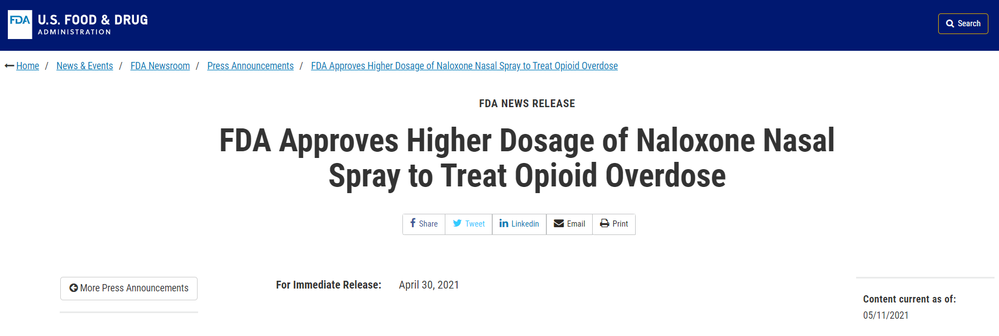 FDA U.S. FOOD & DRUG
ADMINISTRATION
Search
Home / News & Events / FDA Newsroom / Press Announcements / FDA Approves Higher Dosage of Naloxone Nasal Spray to Treat Opioid Overdose
FDA NEWS RELEASE
FDA Approves Higher Dosage of Naloxone Nasal
Spray to Treat Opioid Overdose
Share Tweet Linkedin Email Print
More Press Announcements
For Immediate Release: April 30, 2021
Content current as of:
05/11/2021